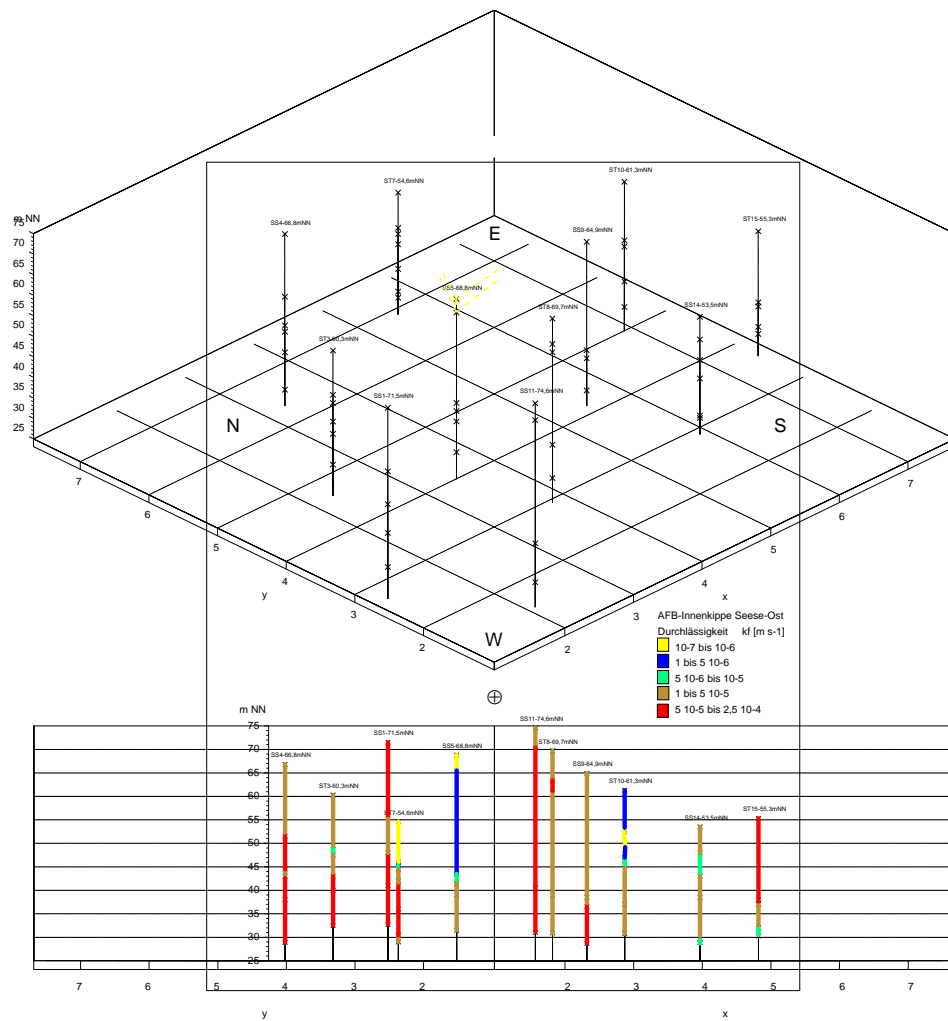 ST10-61,3mNN
ST7-54,6mNN
m NN
75
70
65
60
55
50
45
40
35
30
25
SS4-66,8mNN
E
SS9-64,9mNN
ST15-55,3mNN
SS5-68,8mNN
ST8-69,7mNN
SS14-53,5mNN
ST3-60,3mNN
SS1-71,5mNN
SS11-74,6mNN
N
S
7
7
6
6
5
5
4
4
y
x
3
3
2
2
W
AFB-Innenkippe Seese-Ost
Durchlässigkeit kf [m s-1]
10-7 bis 10-6
1 bis 5 10-6
5 10-6 bis 10-5
1 bis 5 10-5
5 10-5 bis 2,5 10-4
m NN
75
70
65
60
55
50
45
40
35
30
25
SS11-74,6mNN
SS1-71,5mNN
SS5-68,8mNN
ST8-69,7mNN
SS4-66,8mNN
SS9-64,9mNN
ST3-60,3mNN
ST10-61,3mNN
ST7-54,6mNN
SS14-53,5mNN
ST15-55,3mNN
7 6 5 4 3 2 2 3 4 5 6 7
y x